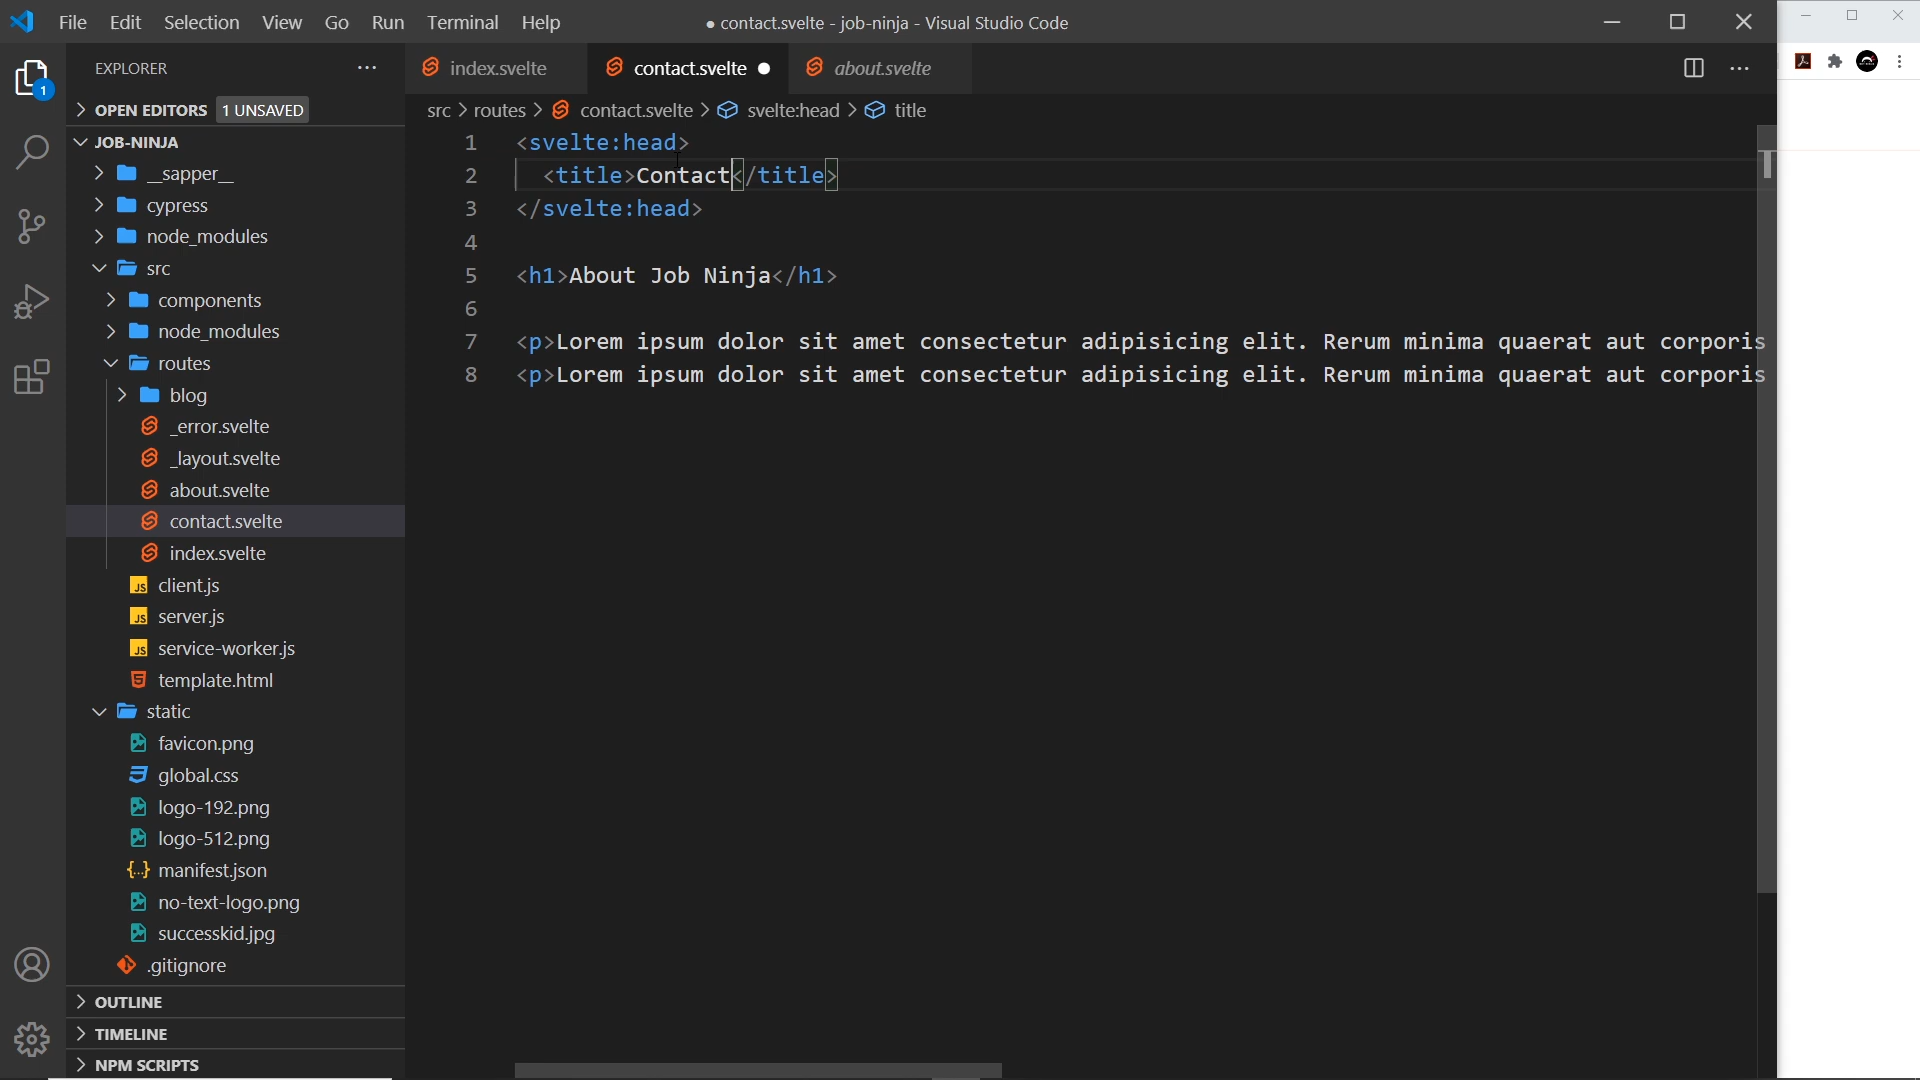 File Edit Selection View Go Run Terminal Help ● contact.svelte - job-ninja - Visual Studio Code
EXPLORER
index.svelte contact.svelte about.svelte
OPEN EDITORS 1 UNSAVED
src > routes > contact.svelte > svelte:head > title
JOB-NINJA
__sapper__
cypress
node_modules
src
components
node_modules
routes
blog
_error.svelte
_layout.svelte
about.svelte
contact.svelte
index.svelte
client.js
server.js
service-worker.js
template.html
static
favicon.png
global.css
logo-192.png
logo-512.png
manifest.json
no-text-logo.png
successkid.jpg
.gitignore
OUTLINE
TIMELINE
NPM SCRIPTS
1
1 <svelte:head>
2 <title>Contact</title>
3 </svelte:head>
4
5 <h1>About Job Ninja</h1>
6
7 <p>Lorem ipsum dolor sit amet consectetur adipisicing elit. Rerum minima quaerat aut corporis
8 <p>Lorem ipsum dolor sit amet consectetur adipisicing elit. Rerum minima quaerat aut corporis